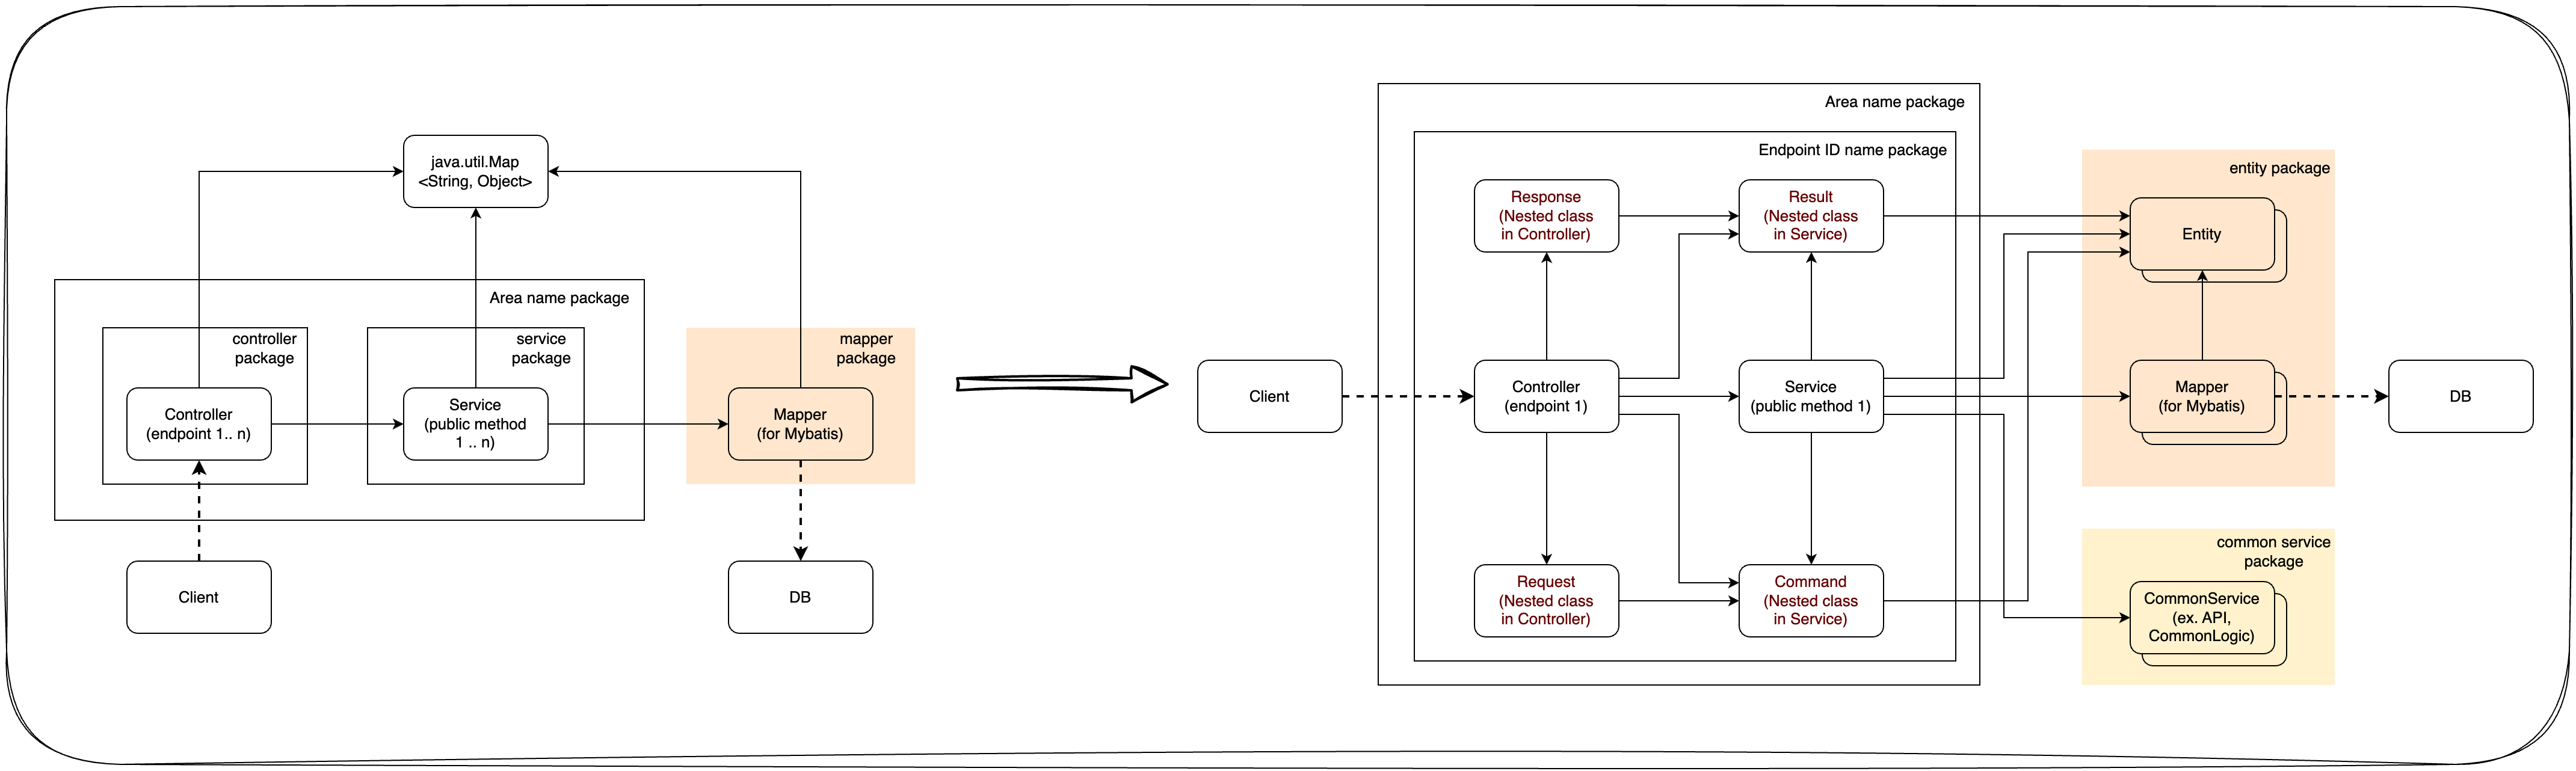 java.util.Map
<String, Object>
Area name package
controller
package
service
package
mapper
package
Controller
(endpoint 1.. n)
Service
(public method
1 .. n)
Mapper
(for Mybatis)
Client
DB
Area name package
Endpoint ID name package
Response
(Nested class
in Controller)
Result
(Nested class
in Service)
entity package
Entity
Client
Controller
(endpoint 1)
Service
(public method 1)
Mapper
(for Mybatis)
DB
Request
(Nested class
in Controller)
Command
(Nested class
in Service)
common service
package
CommonService
(ex. API,
CommonLogic)